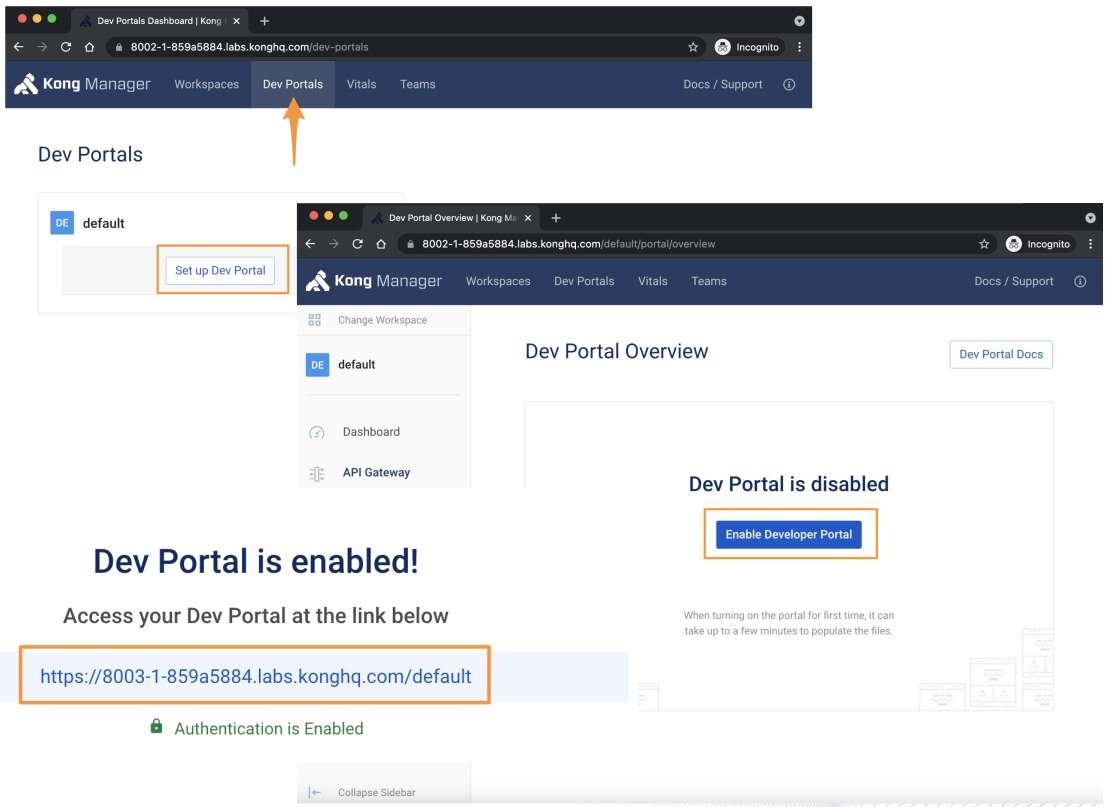 Dev Portals Dashboard | Kong
8002-1-859a5884.labs.konghq.com/dev-portals
Incognito
Kong Manager
Workspaces
Dev Portals
Vitals
Teams
Docs / Support
Dev Portals
DE
default
Set up Dev Portal
Dev Portal Overview | Kong Ma
8002-1-859a5884.labs.konghq.com/default/portal/overview
Incognito
Kong Manager
Workspaces
Dev Portals
Vitals
Teams
Docs / Support
Change Workspace
DE
default
Dashboard
API Gateway
Dev Portal Overview
Dev Portal Docs
Dev Portal is disabled
Enable Developer Portal
When turning on the portal for first time, it can
take up to a few minutes to populate the files.
Dev Portal is enabled!
Access your Dev Portal at the link below
https://8003-1-859a5884.labs.konghq.com/default
Authentication is Enabled
Collapse Sidebar